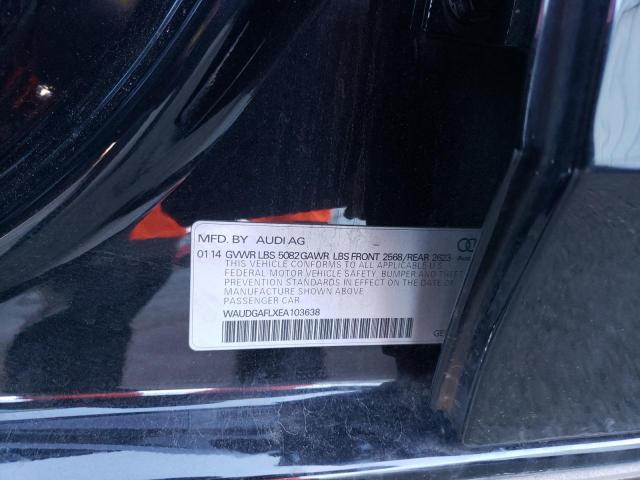 MFD. BY AUDI AG
01 14 GVWR LBS 5082 GAWR LBS FRONT 2568/REAR 2623
THIS VEHICLE CONFORMS TO ALL APPLICABLE U.S.
FEDERAL MOTOR VEHICLE SAFETY, BUMPER AND THEFT
PREVENTION STANDARDS IN EFFECT ON THE DATE OF
MANUFACTURE SHOWN ABOVE.
PASSENGER CAR
WAUDGAFLXEA103638